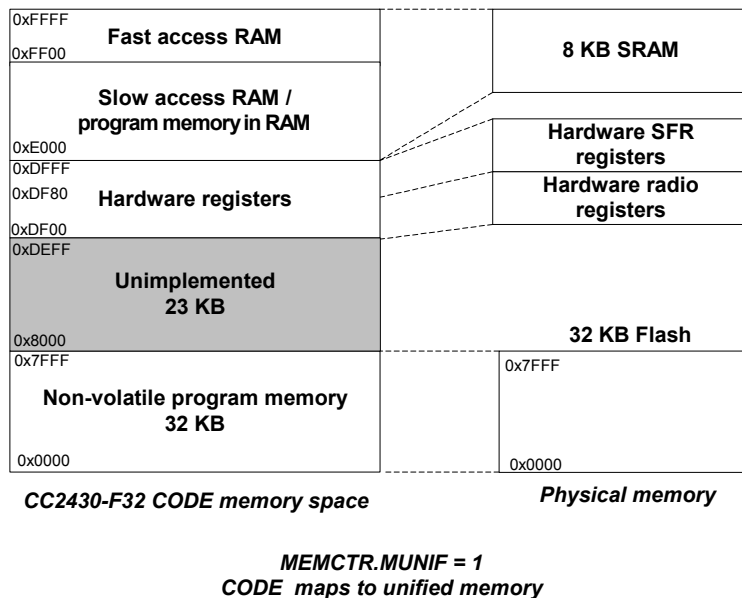 0xFFFF
Fast access RAM
0xFF00
Slow access RAM /
program memory in RAM
0xE000
0xDFFF
0xDF80
Hardware registers
0xDF00
0xDEFF
Unimplemented
23 KB
0x8000
0x7FFF
Non-volatile program memory
32 KB
0x0000
CC2430-F32 CODE memory space
8 KB SRAM
Hardware SFR
registers
Hardware radio
registers
32 KB Flash
0x7FFF
0x0000
Physical memory
MEMCTR.MUNIF = 1
CODE maps to unified memory